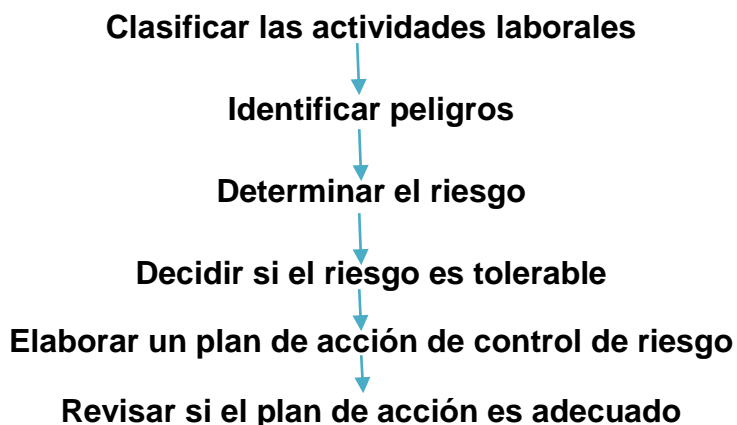 Clasificar las actividades laborales
Identificar peligros
Determinar el riesgo
Decidir si el riesgo es tolerable
Elaborar un plan de acción de control de riesgo
Revisar si el plan de acción es adecuado